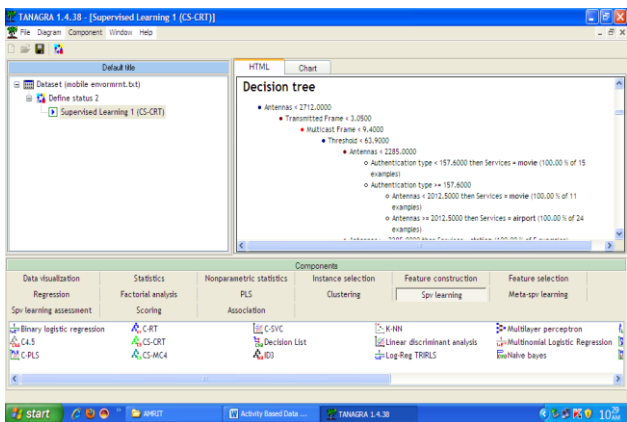 TANAGRA 1.4.38 - [Supervised Learning 1 (CS-CRT)]
File Diagram Component Window Help
Default title
Dataset (mobile envormrnt.txt)
Define status 2
Supervised Learning 1 (CS-CRT)
HTML Chart
Decision tree
Antennas < 2712.0000
Transmitted Frame < 3.0500
Multicast Frame < 9.4000
Threshold < 63.9000
Antennas < 2285.0000
Authentication type < 157.6000 then Services = movie (100.00 % of 15
examples)
Authentication type >= 157.6000
Antennas < 2012.5000 then Services = movie (100.00 % of 11
examples)
Antennas >= 2012.5000 then Services = airport (100.00 % of 24
examples)
Components
Data visualization Statistics Nonparametric statistics Instance selection Feature construction Feature selection
Regression Factorial analysis PLS Clustering Spv learning Meta-spv learning
Spv learning assessment Scoring Association
Binary logistic regression C-RT C-SVC K-NN Multilayer perceptron
C4.5 CS-CRT Decision List Linear discriminant analysis Multinomial Logistic Regression
C-PLS CS-MC4 ID3 Log-Reg TRIRLS Naive bayes
start AMRIT Activity Based Data ... TANAGRA 1.4.38 10:29 AM